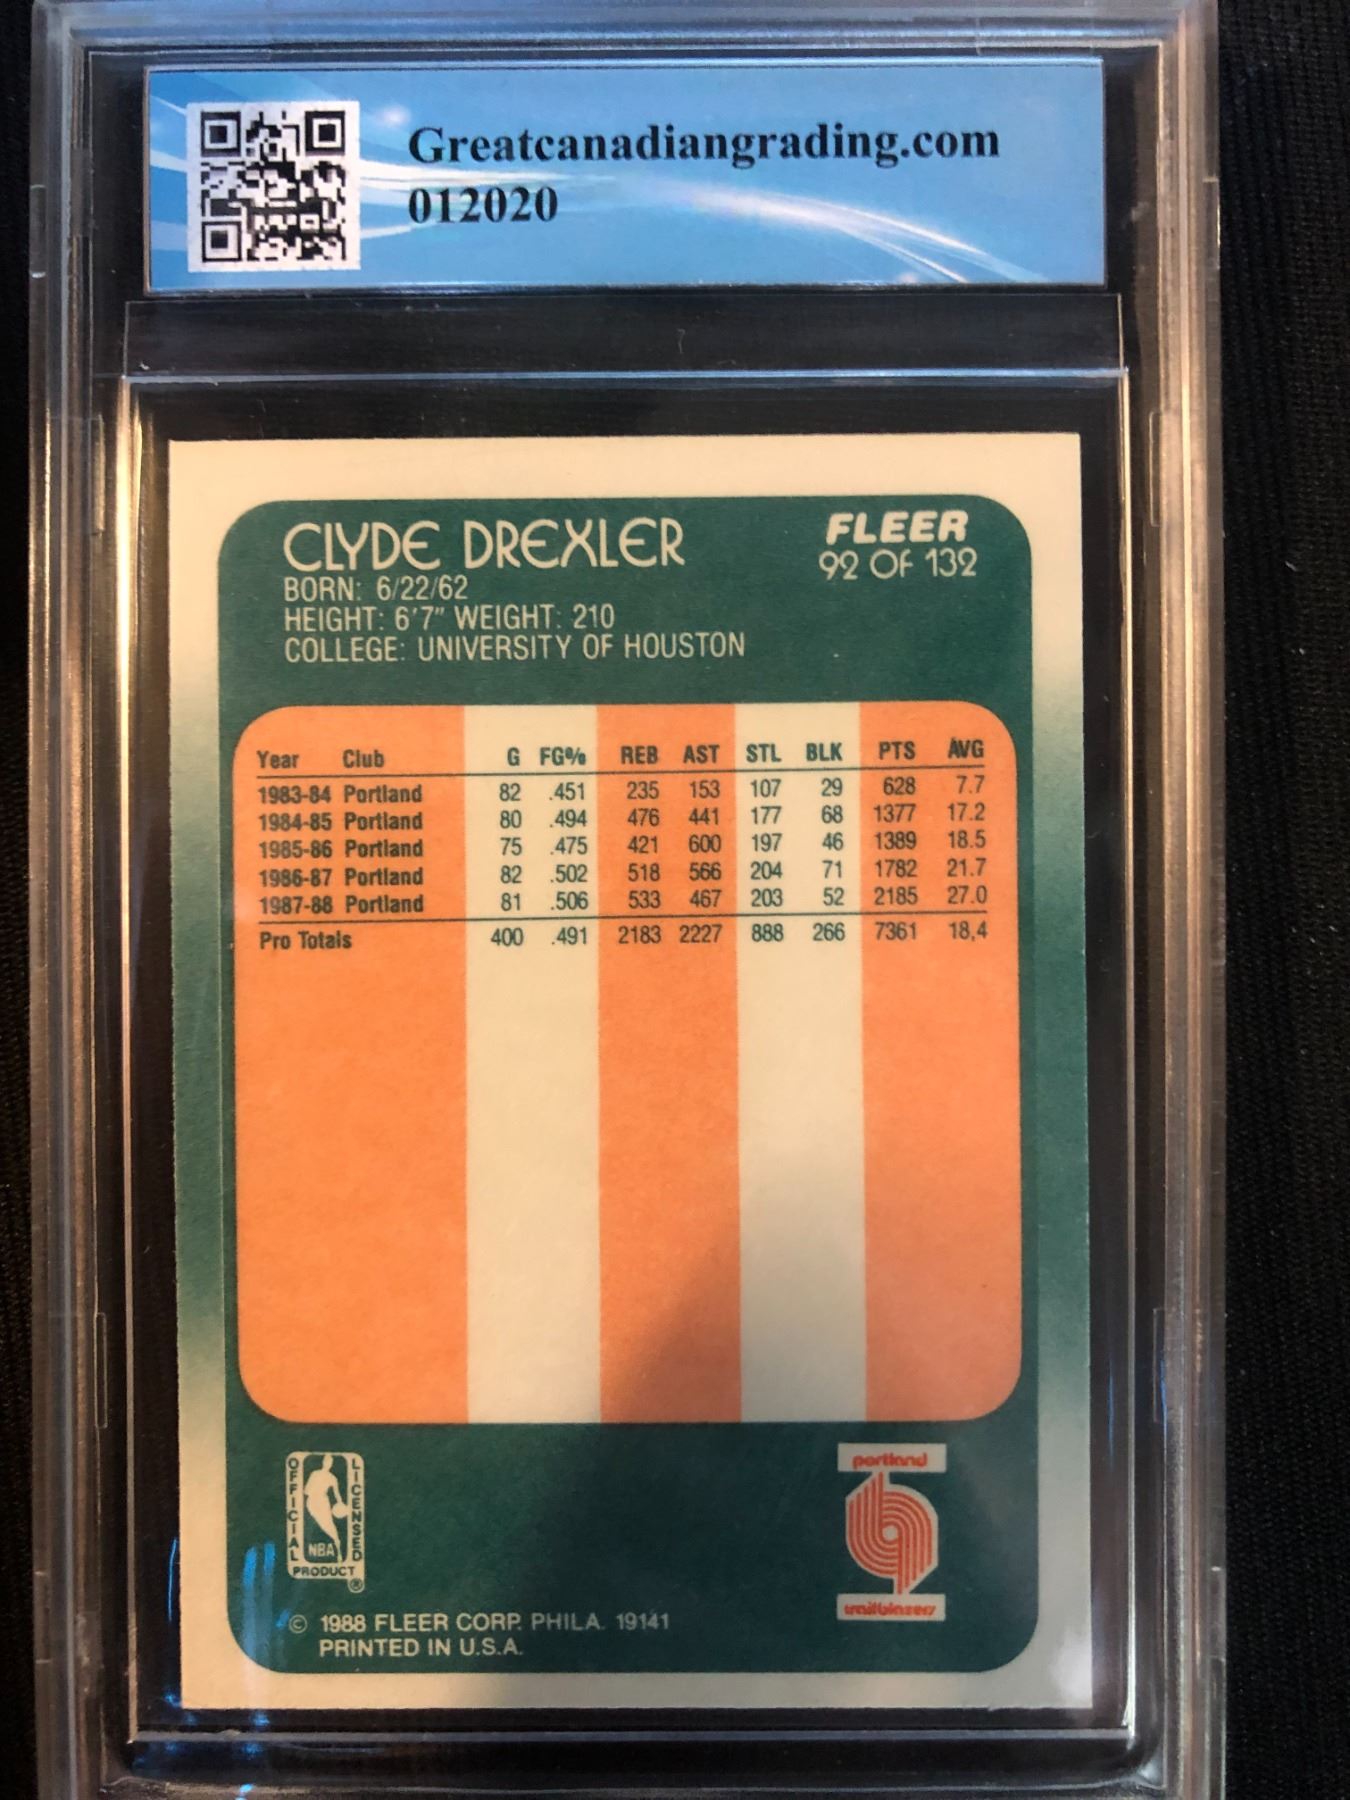 Greatcanadiangrading.com
012020
CLYDE DREXLER
BORN: 6/22/62
HEIGHT: 6'7" WEIGHT: 210
COLLEGE: UNIVERSITY OF HOUSTON
FLEER
92 OF 132
Year Club G FG% REB AST STL BLK PTS AVG
1983-84 Portland 82 .451 235 153 107 29 628 7.7
1984-85 Portland 80 .494 476 441 177 68 1377 17.2
1985-86 Portland 75 .475 421 600 197 46 1389 18.5
1986-87 Portland 82 .502 518 566 204 71 1782 21.7
1987-88 Portland 81 .506 533 467 203 52 2185 27.0
Pro Totals 400 .491 2183 2227 888 266 7361 18,4
OFFICIAL
LICENSED
NBA
PRODUCT ®
portland
trailblazers
© 1988 FLEER CORP. PHILA. 19141
PRINTED IN U.S.A.